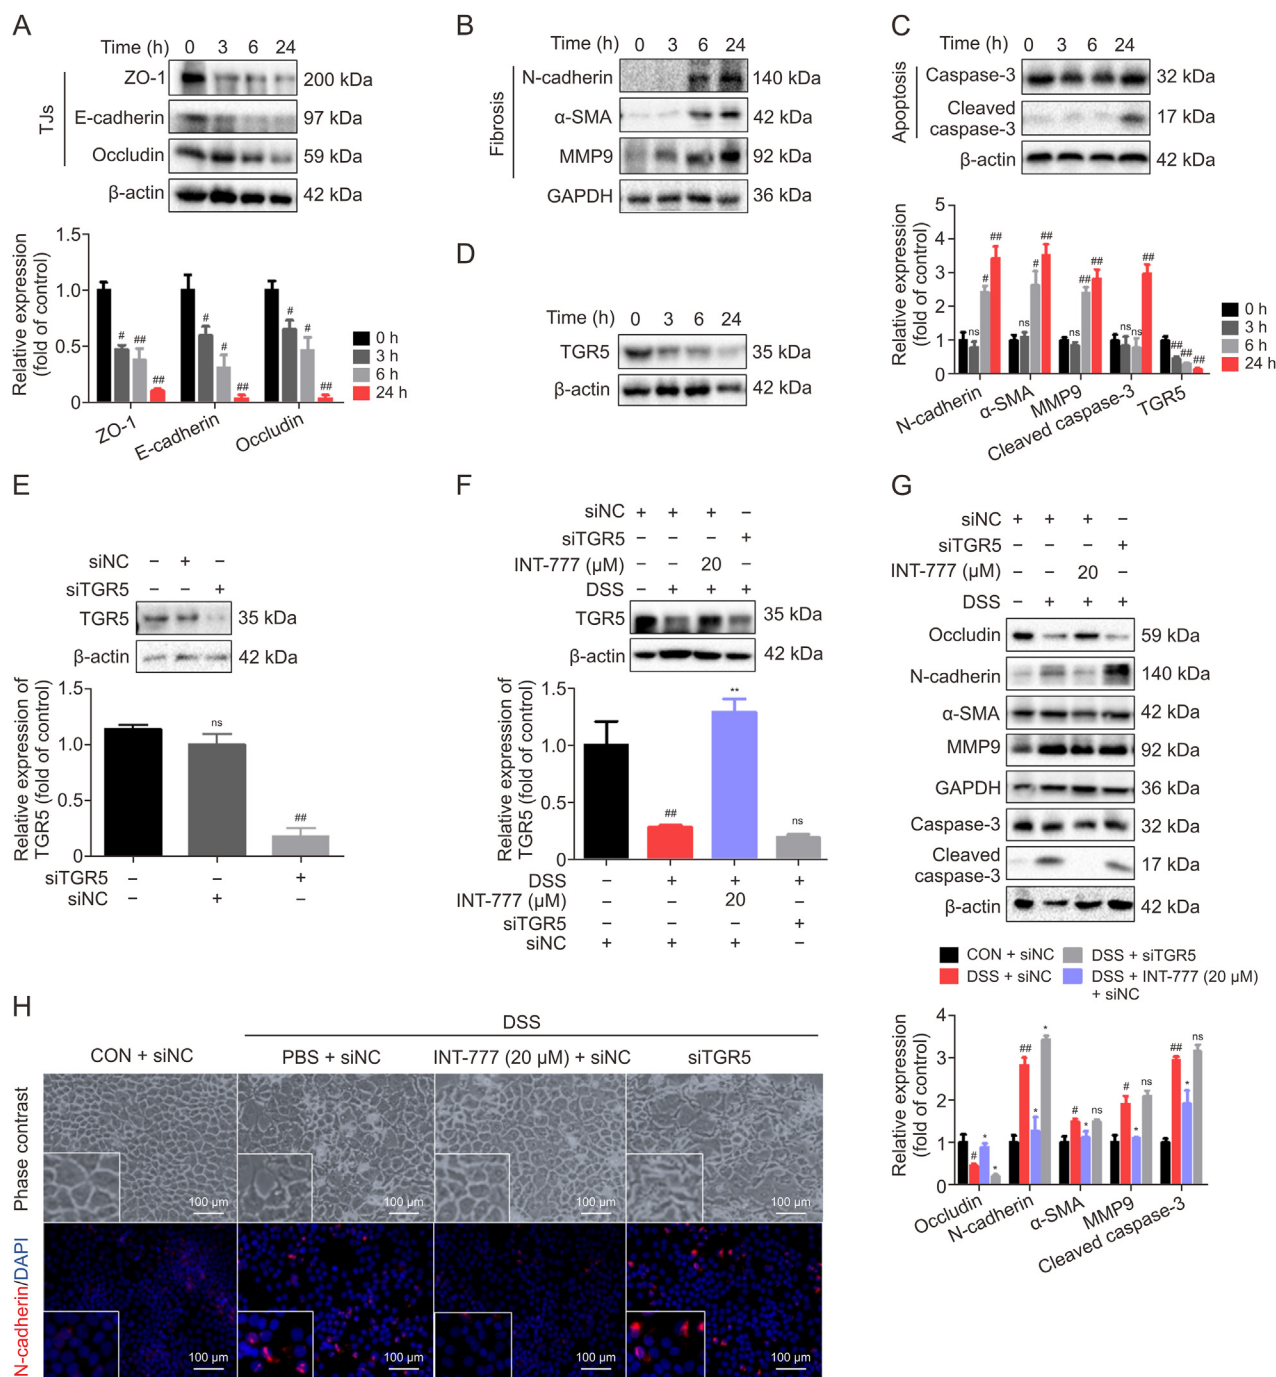 A
Time (h) 0 3 6 24
TJs
ZO-1 200 kDa
E-cadherin 97 kDa
Occludin 59 kDa
β-actin 42 kDa
Relative expression
(fold of control)
1.5
1.0
0.5
0
# ## ##
# # ##
# # ##
ZO-1 E-cadherin Occludin
0 h
3 h
6 h
24 h
B
Time (h) 0 3 6 24
Fibrosis
N-cadherin 140 kDa
α-SMA 42 kDa
MMP9 92 kDa
GAPDH 36 kDa
C
Time (h) 0 3 6 24
Apoptosis
Caspase-3 32 kDa
Cleaved
caspase-3 17 kDa
β-actin 42 kDa
Relative expression
(fold of control)
5
4
3
2
1
0
ns # ##
ns # ##
ns ## ##
ns ns ##
## ## ##
N-cadherin α-SMA MMP9 Cleaved caspase-3 TGR5
0 h
3 h
6 h
24 h
D
Time (h) 0 3 6 24
TGR5 35 kDa
β-actin 42 kDa
E
siNC – + –
siTGR5 – – +
TGR5 35 kDa
β-actin 42 kDa
Relative expression of
TGR5 (fold of control)
1.5
1.0
0.5
0
ns
##
siTGR5 – – +
siNC – + –
F
siNC + + + –
siTGR5 – – – +
INT-777 (μM) – – 20 –
DSS – + + +
TGR5 35 kDa
β-actin 42 kDa
Relative expression of
TGR5 (fold of control)
1.5
1.0
0.5
0
##
**
ns
DSS – + + +
INT-777 (μM) – – 20 –
siTGR5 – – – +
siNC + + + –
G
siNC + + + –
siTGR5 – – – +
INT-777 (μM) – – 20 –
DSS – + + +
Occludin 59 kDa
N-cadherin 140 kDa
α-SMA 42 kDa
MMP9 92 kDa
GAPDH 36 kDa
Caspase-3 32 kDa
Cleaved
caspase-3 17 kDa
β-actin 42 kDa
CON + siNC DSS + siTGR5
DSS + siNC DSS + INT-777 (20 μM)
+ siNC
Relative expression
(fold of control)
4
3
2
1
0
# * *
## * *
# * ns
# * ns
## * ns
Occludin N-cadherin α-SMA MMP9 Cleaved caspase-3
H
DSS
CON + siNC PBS + siNC INT-777 (20 μM) + siNC siTGR5
Phase contrast
100 μm 100 μm 100 μm 100 μm
N-cadherin/DAPI
100 μm 100 μm 100 μm 100 μm